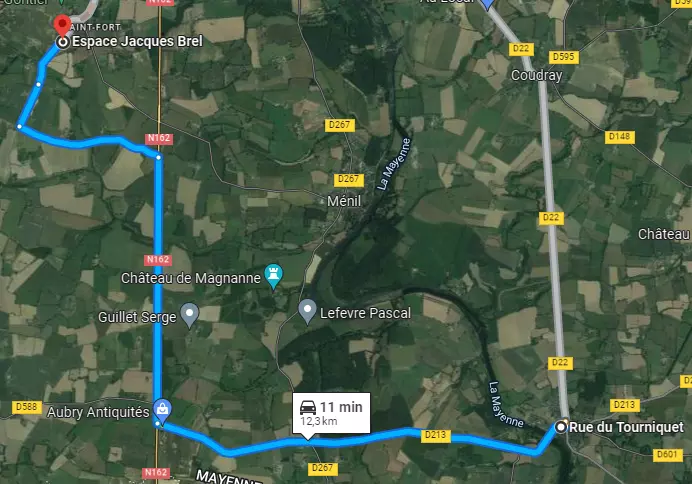 Gontier
Au Local
SAINT-FORT
N162
Espace Jacques Brel
D22
D595
Coudray
D267
D148
N162
La Mayenne
D267
Ménil
D22
Château
N162
Château de Magnanne
Guillet Serge
Lefevre Pascal
D22
D588
Aubry Antiquités
11 min
12,3 km
La Mayenne
D213
Rue du Tourniquet
D213
D601
N162
MAYENNE
D267